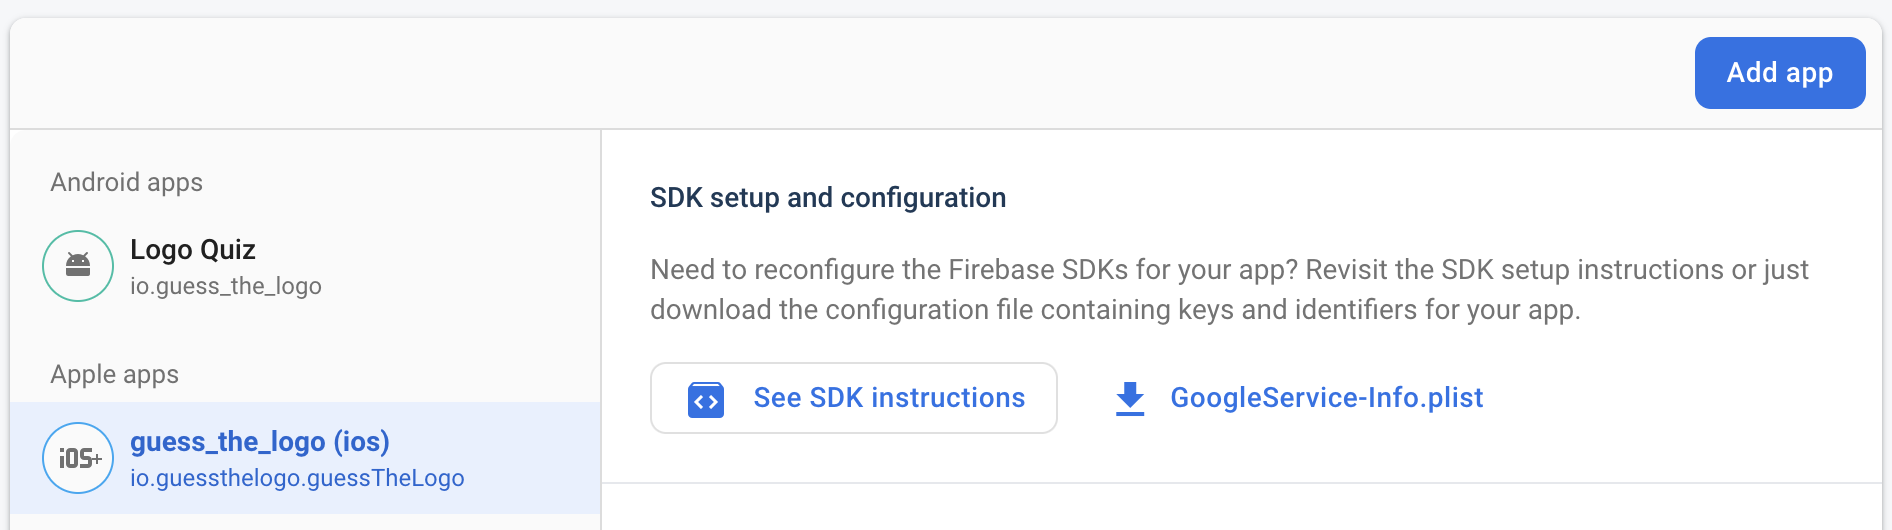 Add app
Android apps
Logo Quiz
io.guess_the_logo
Apple apps
iOS+
guess_the_logo (ios)
io.guessthelogo.guessTheLogo
SDK setup and configuration
Need to reconfigure the Firebase SDKs for your app? Revisit the SDK setup instructions or just
download the configuration file containing keys and identifiers for your app.
See SDK instructions
GoogleService-Info.plist